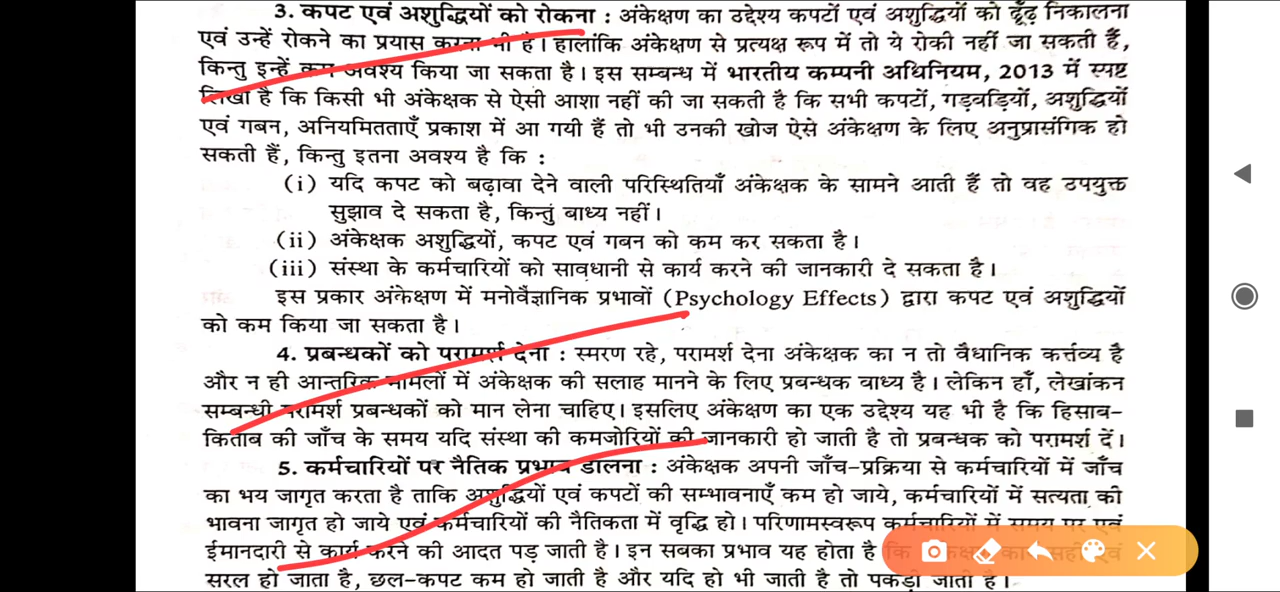 3. कपट एवं अशुद्धियों को रोकना : अंकेक्षण का उद्देश्य कपटों एवं अशुद्धियों को ढूँढ़ निकालना
एवं उन्हें रोकने का प्रयास करना भी है। हालांकि अंकेक्षण से प्रत्यक्ष रूप में तो ये रोकी नहीं जा सकती हैं,
किन्तु इन्हें कम अवश्य किया जा सकता है। इस सम्बन्ध में भारतीय कम्पनी अधिनियम, 2013 में स्पष्ट
लिखा है कि किसी भी अंकेक्षक से ऐसी आशा नहीं की जा सकती है कि सभी कपटों, गड़वड़ियों, अशुद्धियों
एवं गबन, अनियमितताएँ प्रकाश में आ गयी हैं तो भी उनकी खोज ऐसे अंकेक्षण के लिए अनुप्रासंगिक हो
सकती हैं, किन्तु इतना अवश्य है कि :
(i) यदि कपट को बढ़ावा देने वाली परिस्थितियाँ अंकेक्षक के सामने आती हैं तो वह उपयुक्त
सुझाव दे सकता है, किन्तुं बाध्य नहीं।
(ii) अंकेक्षक अशुद्धियों, कपट एवं गबन को कम कर सकता है।
(iii) संस्था के कर्मचारियों को सावधानी से कार्य करने की जानकारी दे सकता है।
इस प्रकार अंकेक्षण में मनोवैज्ञानिक प्रभावों (Psychology Effects) द्वारा कपट एवं अशुद्धियों
को कम किया जा सकता है।
4. प्रबन्धकों को परामर्श देना : स्मरण रहे, परामर्श देना अंकेक्षक का न तो वैधानिक कर्त्तव्य है
और न ही आन्तरिक मामलों में अंकेक्षक की सलाह मानने के लिए प्रबन्धक बाध्य है। लेकिन हाँ, लेखांकन
सम्बन्धी परामर्श प्रबन्धकों को मान लेना चाहिए। इसलिए अंकेक्षण का एक उद्देश्य यह भी है कि हिसाब-
किताब की जाँच के समय यदि संस्था की कमजोरियों की जानकारी हो जाती है तो प्रबन्धक को परामर्श दें।
5. कर्मचारियों पर नैतिक प्रभाव डालना : अंकेक्षक अपनी जाँच-प्रक्रिया से कर्मचारियों में जाँच
का भय जागृत करता है ताकि अशुद्धियों एवं कपटों की सम्भावनाएँ कम हो जाये, कर्मचारियों में सत्यता की
भावना जागृत हो जाये एवं कर्मचारियों की नैतिकता में वृद्धि हो। परिणामस्वरूप कर्मचारियों में समय पर एवं
ईमानदारी से कार्य करने की आदत पड़ जाती है। इन सबका प्रभाव यह होता है
सरल हो जाता है, छल-कपट कम हो जाती है और यदि हो भी जाती है तो पकड़ी जाती है।